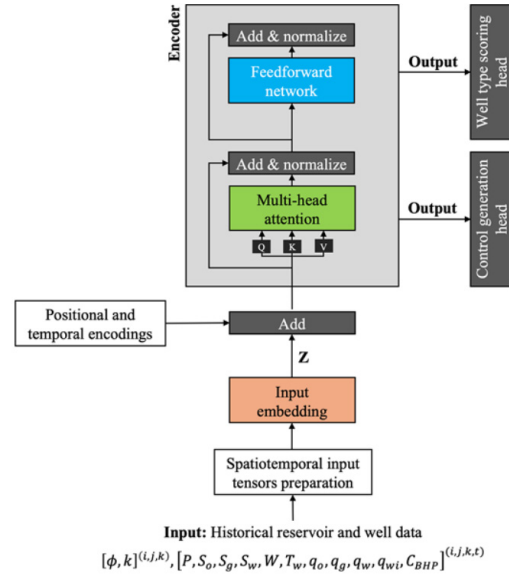 Encoder
Add & normalize
Feedforward
network
Add & normalize
Multi-head
attention
Q K V
Output
Well type scoring
head
Output
Control generation
head
Positional and
temporal encodings
Add
Z
Input
embedding
Spatiotemporal input
tensors preparation
Input: Historical reservoir and well data
[ϕ, k]^(i,j,k), [P, S_o, S_g, S_w, W, T_w, q_o, q_g, q_w, q_wi, C_BHP]^(i,j,k,t)